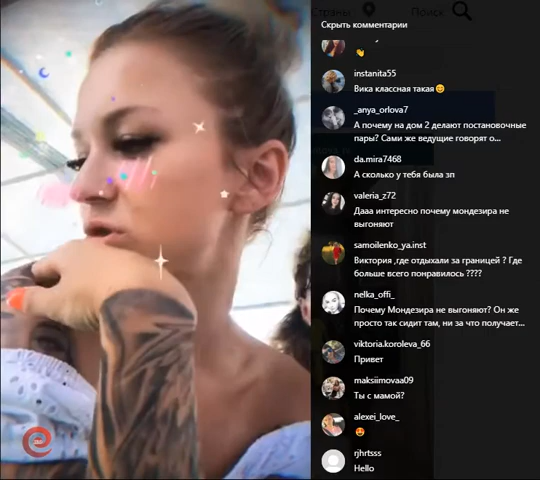 Страны
Поиск
Скрыть комментарии
👏
instanita55
Вика классная такая😊
_anya_orlova7
А почему на дом 2 делают постановочные
пары? Сами же ведущие говорят о...
da.mira7468
А сколько у тебя была зп
valeria_z72
Дааа интересно почему мондезира не
выгоняют
samoilenko_ya.inst
Виктория ,где отдыхали за границей ? Где
больше всего понравилось ????
nelka_offi_
Почему Мондезира не выгоняют? Он же
просто так сидит там, ни за что получает...
viktoria.koroleva_66
Привет
maksiimovaa09
Ты с мамой?
alexei_love_
😍
rjhrtsss
Hello